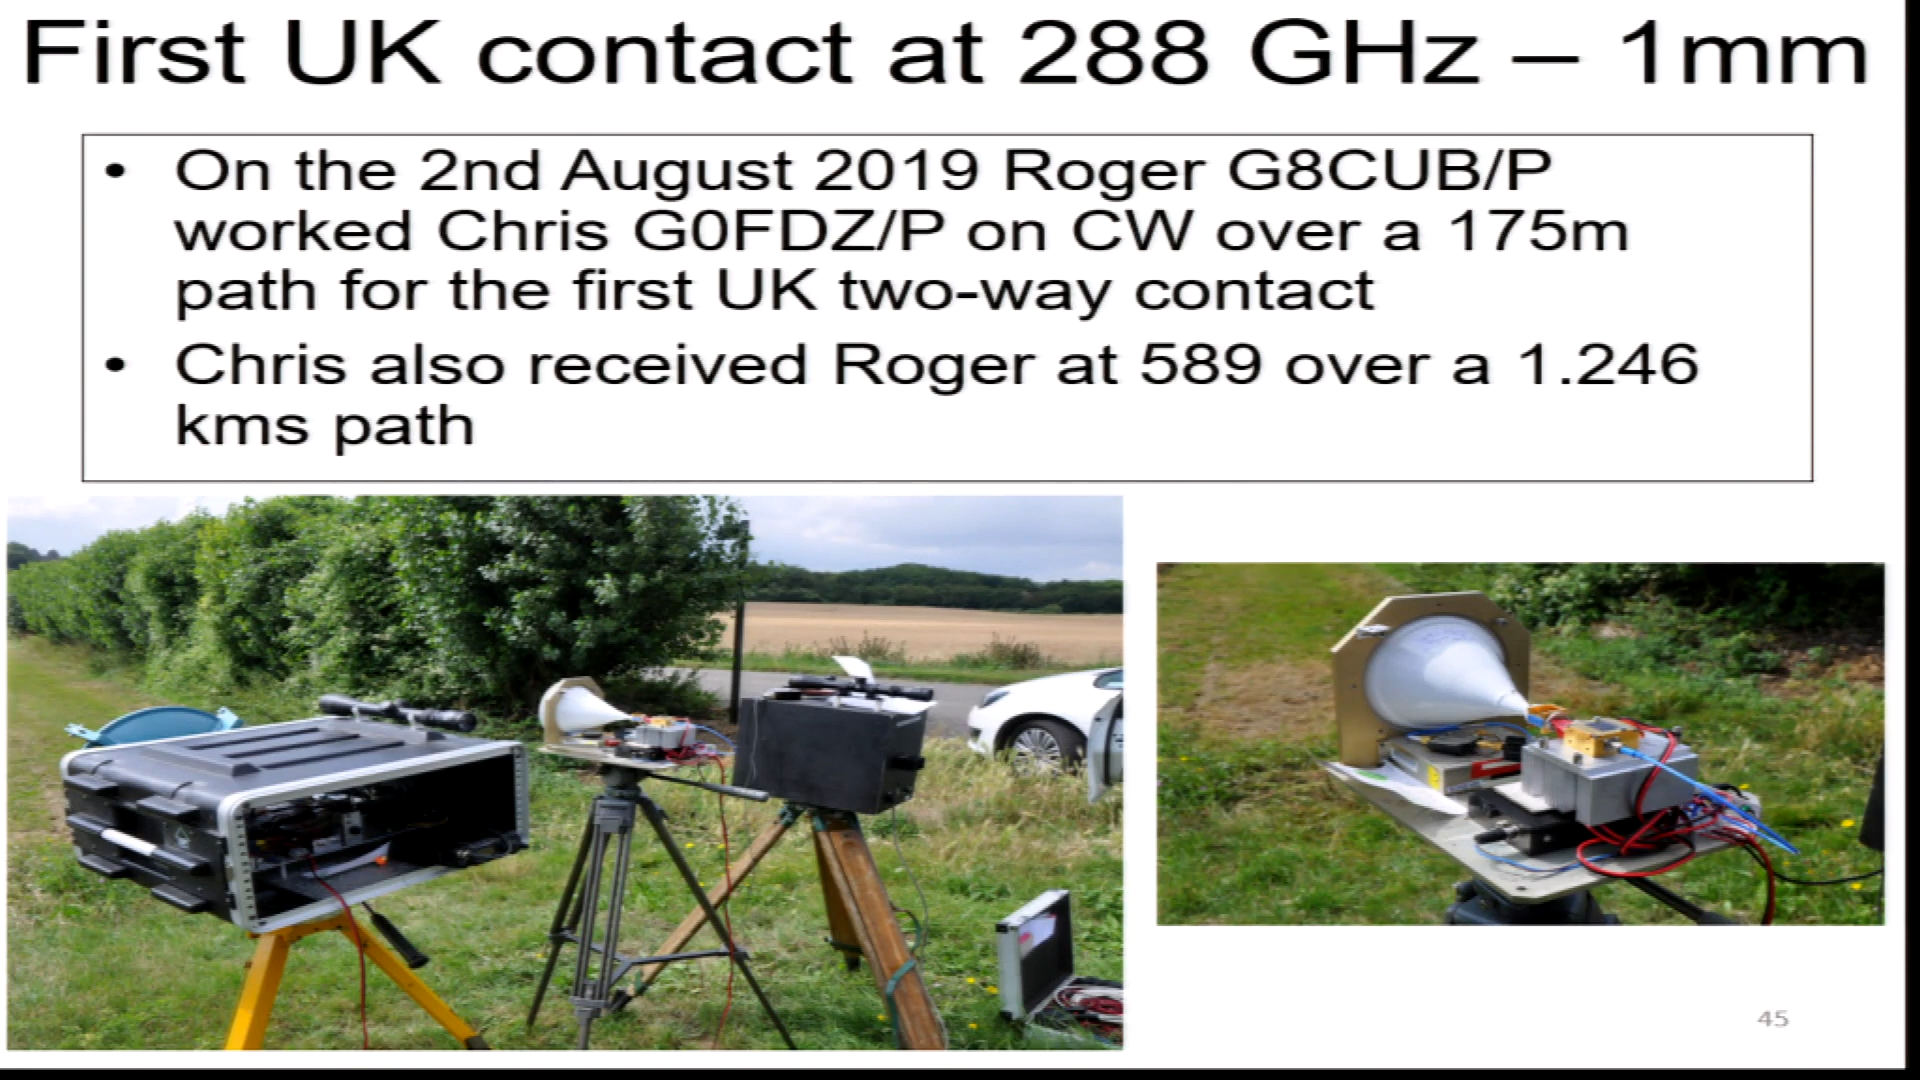 First UK contact at 288 GHz – 1mm
• On the 2nd August 2019 Roger G8CUB/P
worked Chris G0FDZ/P on CW over a 175m
path for the first UK two-way contact
• Chris also received Roger at 589 over a 1.246
kms path
45